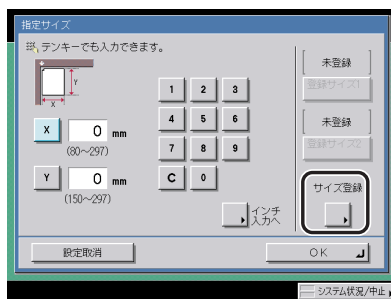 指定サイズ
テンキーでも入力できます。
Y
X
X 0 mm
(80～297)
Y 0 mm
(150～297)
1 2 3
4 5 6
7 8 9
C 0
インチ
入力へ
未登録
登録サイズ1
未登録
登録サイズ2
サイズ登録
設定取消
OK
システム状況/中止